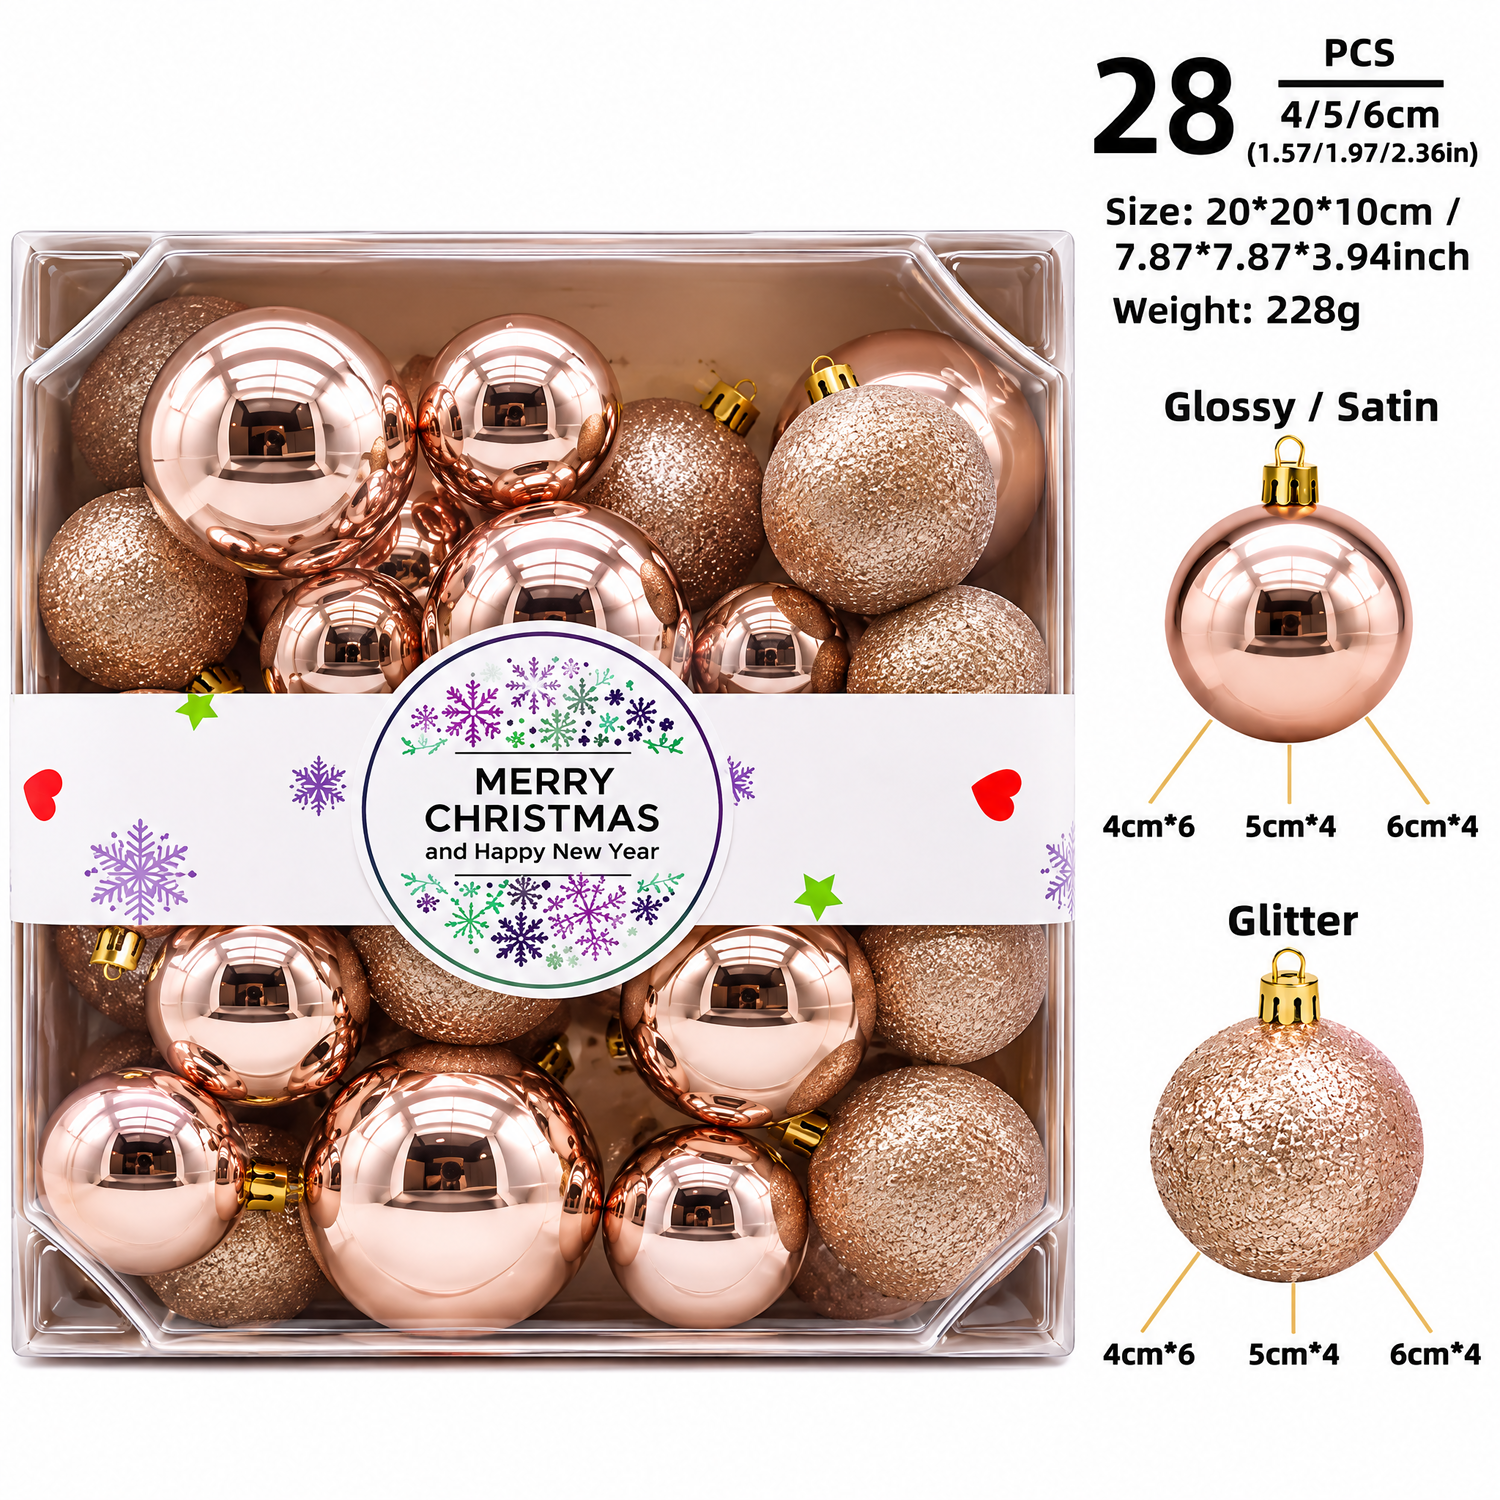 28
PCS
4/5/6cm
(1.57/1.97/2.36in)
Size: 20*20*10cm /
7.87*7.87*3.94inch
Weight: 228g
Glossy / Satin
4cm*6 5cm*4 6cm*4
Glitter
4cm*6 5cm*4 6cm*4
MERRY
CHRISTMAS
and Happy New Year